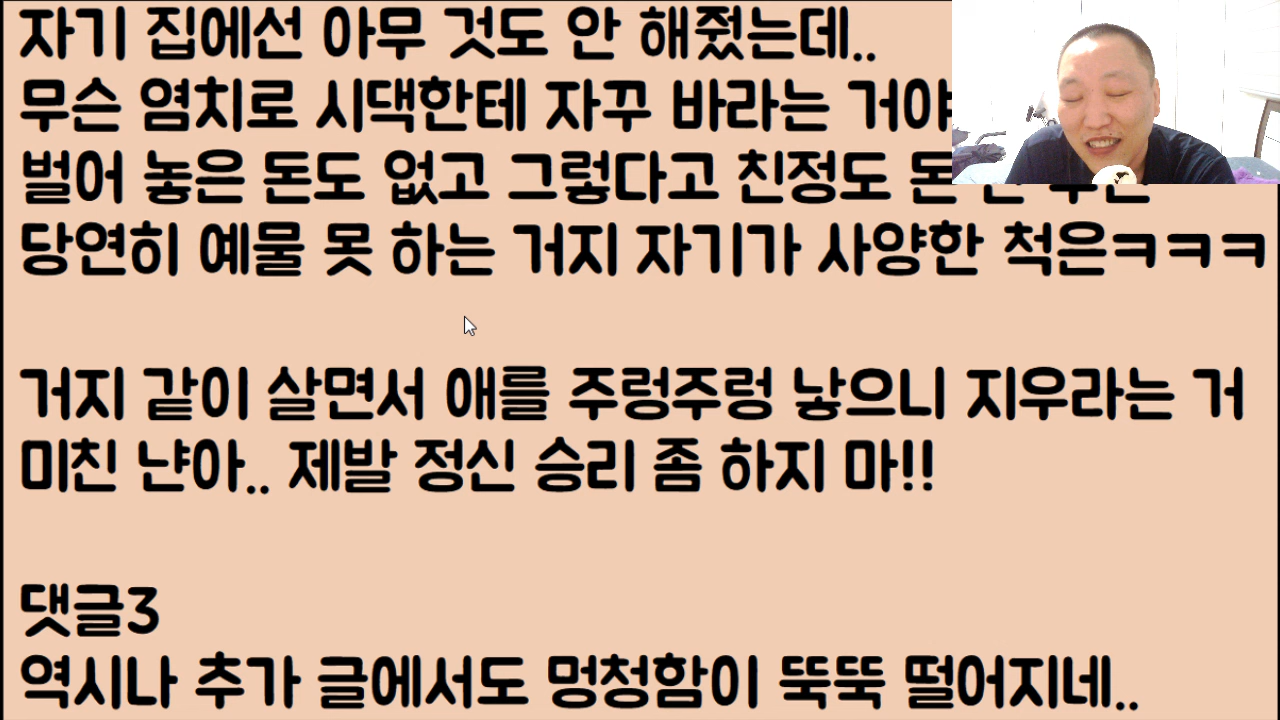 자기 집에선 아무 것도 안 해줬는데..
무슨 염치로 시댁한테 자꾸 바라는 거야
벌어 놓은 돈도 없고 그렇다고 친정도 돈
당연히 예물 못 하는 거지 자기가 사양한 척은ㅋㅋㅋ
거지 같이 살면서 애를 주렁주렁 낳으니 지우라는 거
미친 냔아.. 제발 정신 승리 좀 하지 마!!
댓글3
역시나 추가 글에서도 멍청함이 뚝뚝 떨어지네..